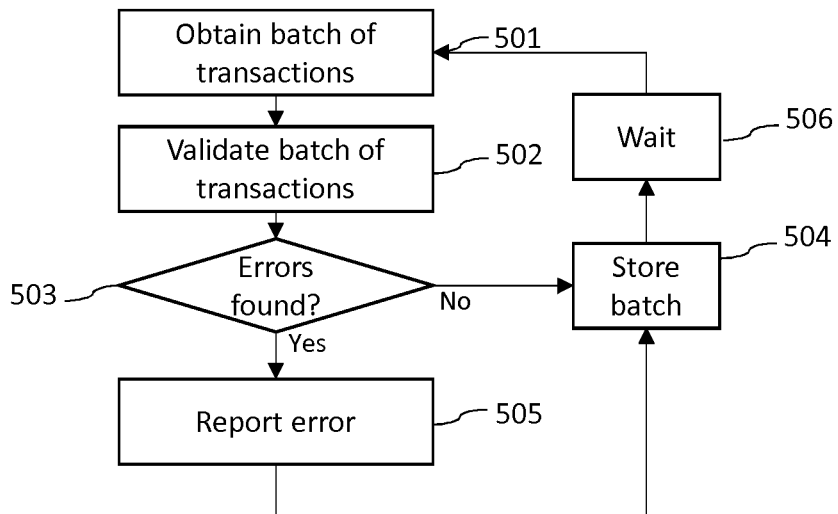 Obtain batch of
transactions
501
Validate batch of
transactions
502
Wait
506
Errors
found?
503
No
Yes
Store
batch
504
Report error
505